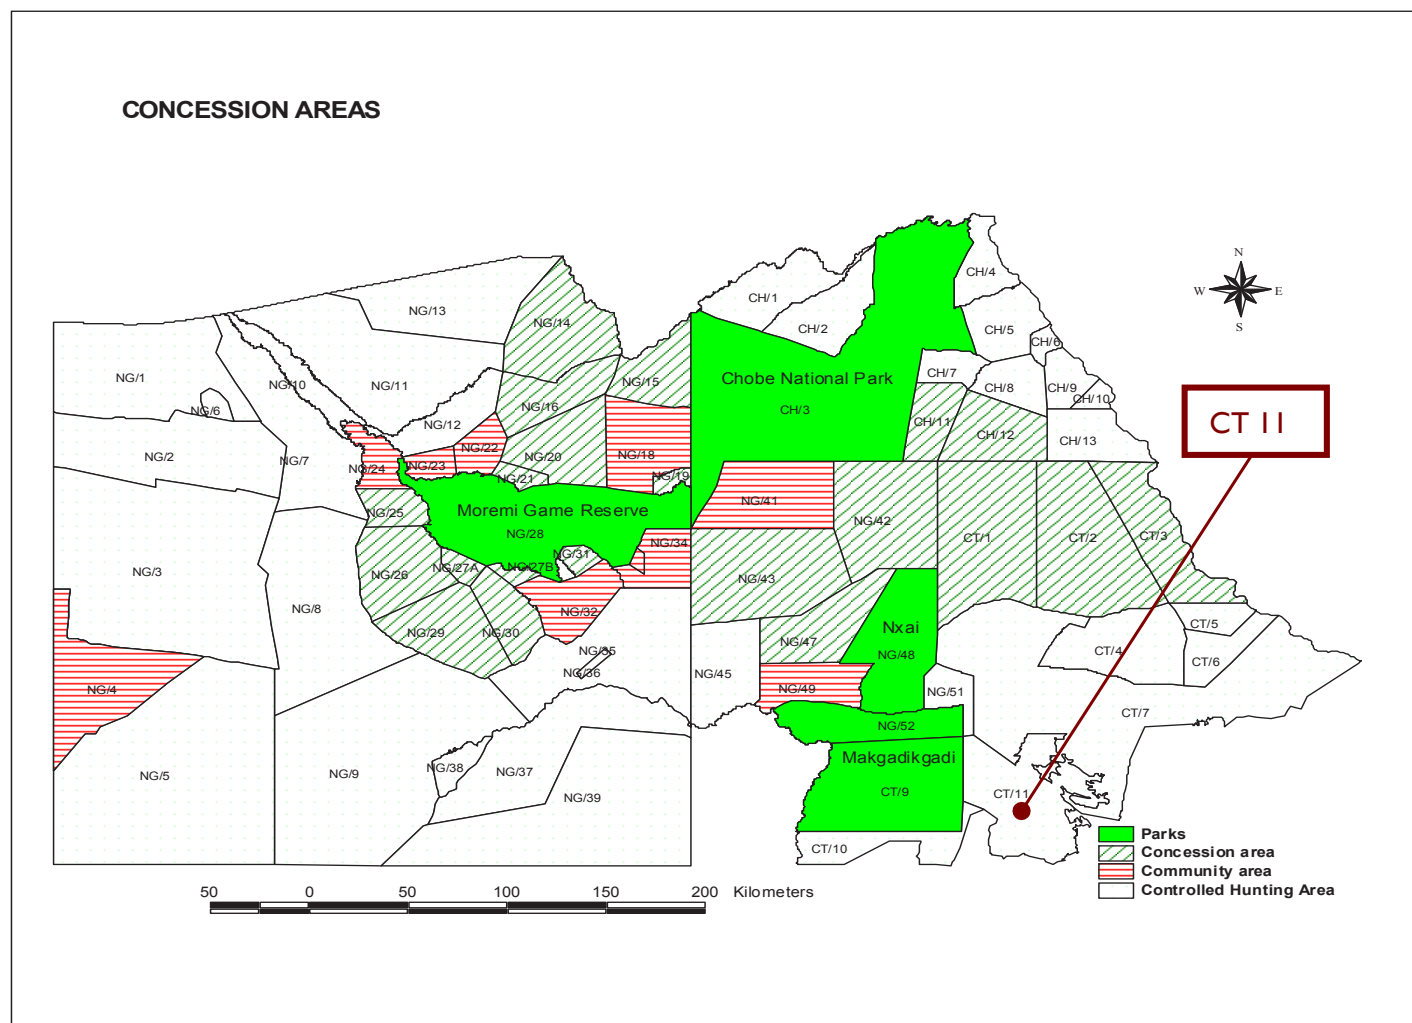 CONCESSION AREAS
N
W E
S
CT 11
NG/13
NG/14
NG/1
NG/6
NG/10
NG/11
NG/12
NG/15
NG/16
NG/2
NG/7
NG/22
NG/23
NG/24
NG/20
NG/18
NG/19
NG/21
NG/25
Moremi Game Reserve
NG/28
NG/3
NG/8
NG/26
NG/27A
NG/27B
NG/31
NG/34
NG/32
NG/29
NG/30
NG/35
NG/36
NG/4
NG/5
NG/9
NG/38
NG/37
NG/39
CH/1
CH/2
CH/4
CH/5
CH/6
Chobe National Park
CH/3
CH/7
CH/8
CH/9
CH/10
CH/11
CH/12
CH/13
NG/41
NG/42
NG/43
CT/1
CT/2
CT/3
NG/47
Nxai
NG/48
NG/45
NG/49
NG/51
NG/52
CT/4
CT/5
CT/6
CT/7
Makgadikgadi
CT/9
CT/11
CT/10
Parks
Concession area
Community area
Controlled Hunting Area
50 0 50 100 150 200 Kilometers